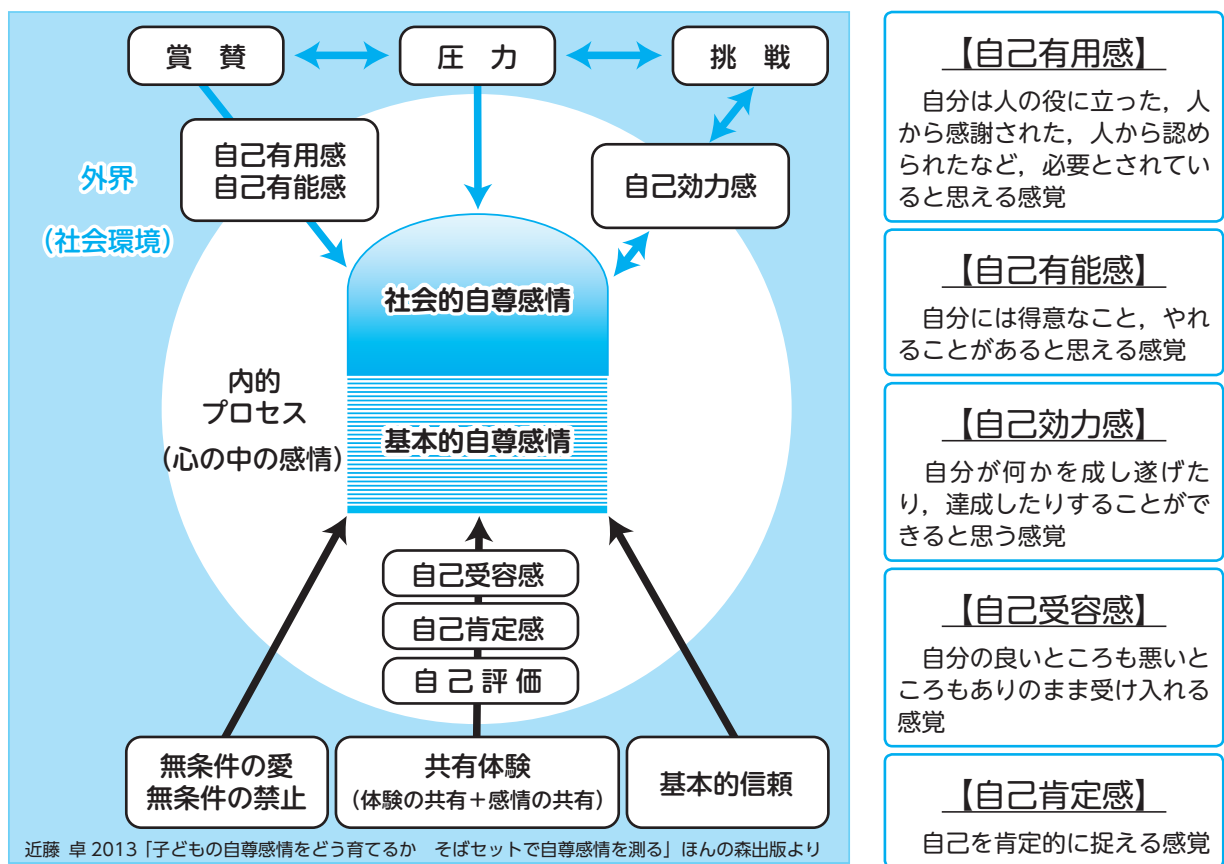 賞　賛
圧　力
挑　戦
自己有用感
自己有能感
自己効力感
外界
（社会環境）
社会的自尊感情
内的
プロセス
（心の中の感情）
基本的自尊感情
自己受容感
自己肯定感
自己評価
無条件の愛
無条件の禁止
共有体験
（体験の共有＋感情の共有）
基本的信頼
近藤 卓 2013「子どもの自尊感情をどう育てるか　そばセットで自尊感情を測る」ほんの森出版より
【自己有用感】
自分は人の役に立った，人
から感謝された，人から認め
られたなど，必要とされてい
ると思える感覚
【自己有能感】
自分には得意なこと，やれ
ることがあると思える感覚
【自己効力感】
自分が何かを成し遂げた
り，達成したりすることがで
きると思う感覚
【自己受容感】
自分の良いところも悪いと
ころもありのまま受け入れる
感覚
【自己肯定感】
自己を肯定的に捉える感覚